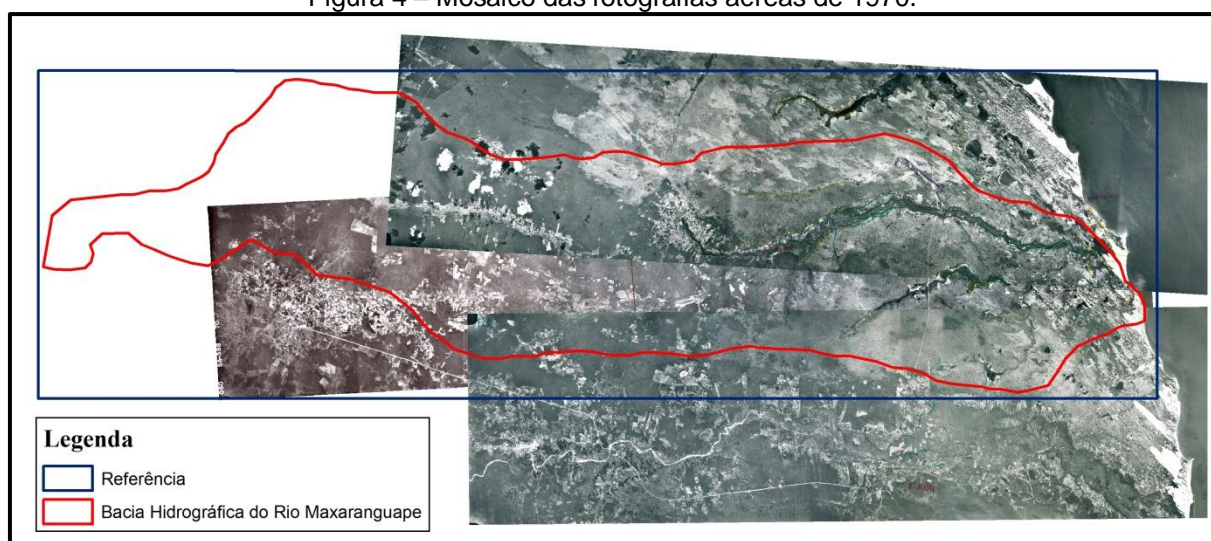 Figura 4 – Mosaico das fotografias aéreas de 1970.
Legenda
Referência
Bacia Hidrográfica do Rio Maxaranguape